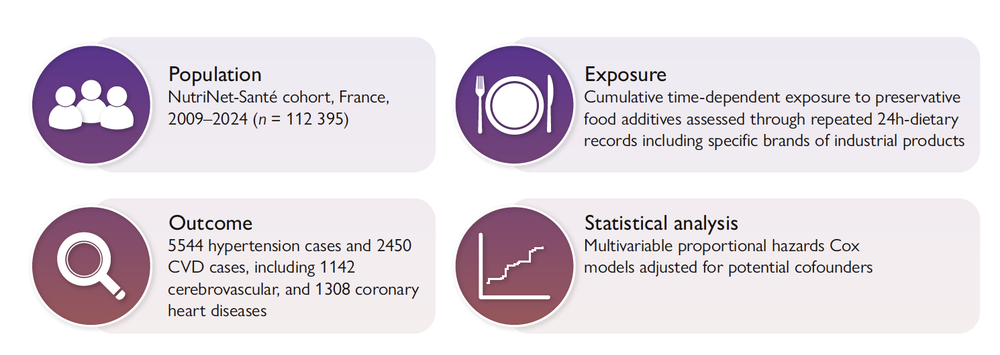 Population
NutriNet-Santé cohort, France,
2009–2024 (n = 112 395)
Exposure
Cumulative time-dependent exposure to preservative
food additives assessed through repeated 24h-dietary
records including specific brands of industrial products
Outcome
5544 hypertension cases and 2450
CVD cases, including 1142
cerebrovascular, and 1308 coronary
heart diseases
Statistical analysis
Multivariable proportional hazards Cox
models adjusted for potential cofounders